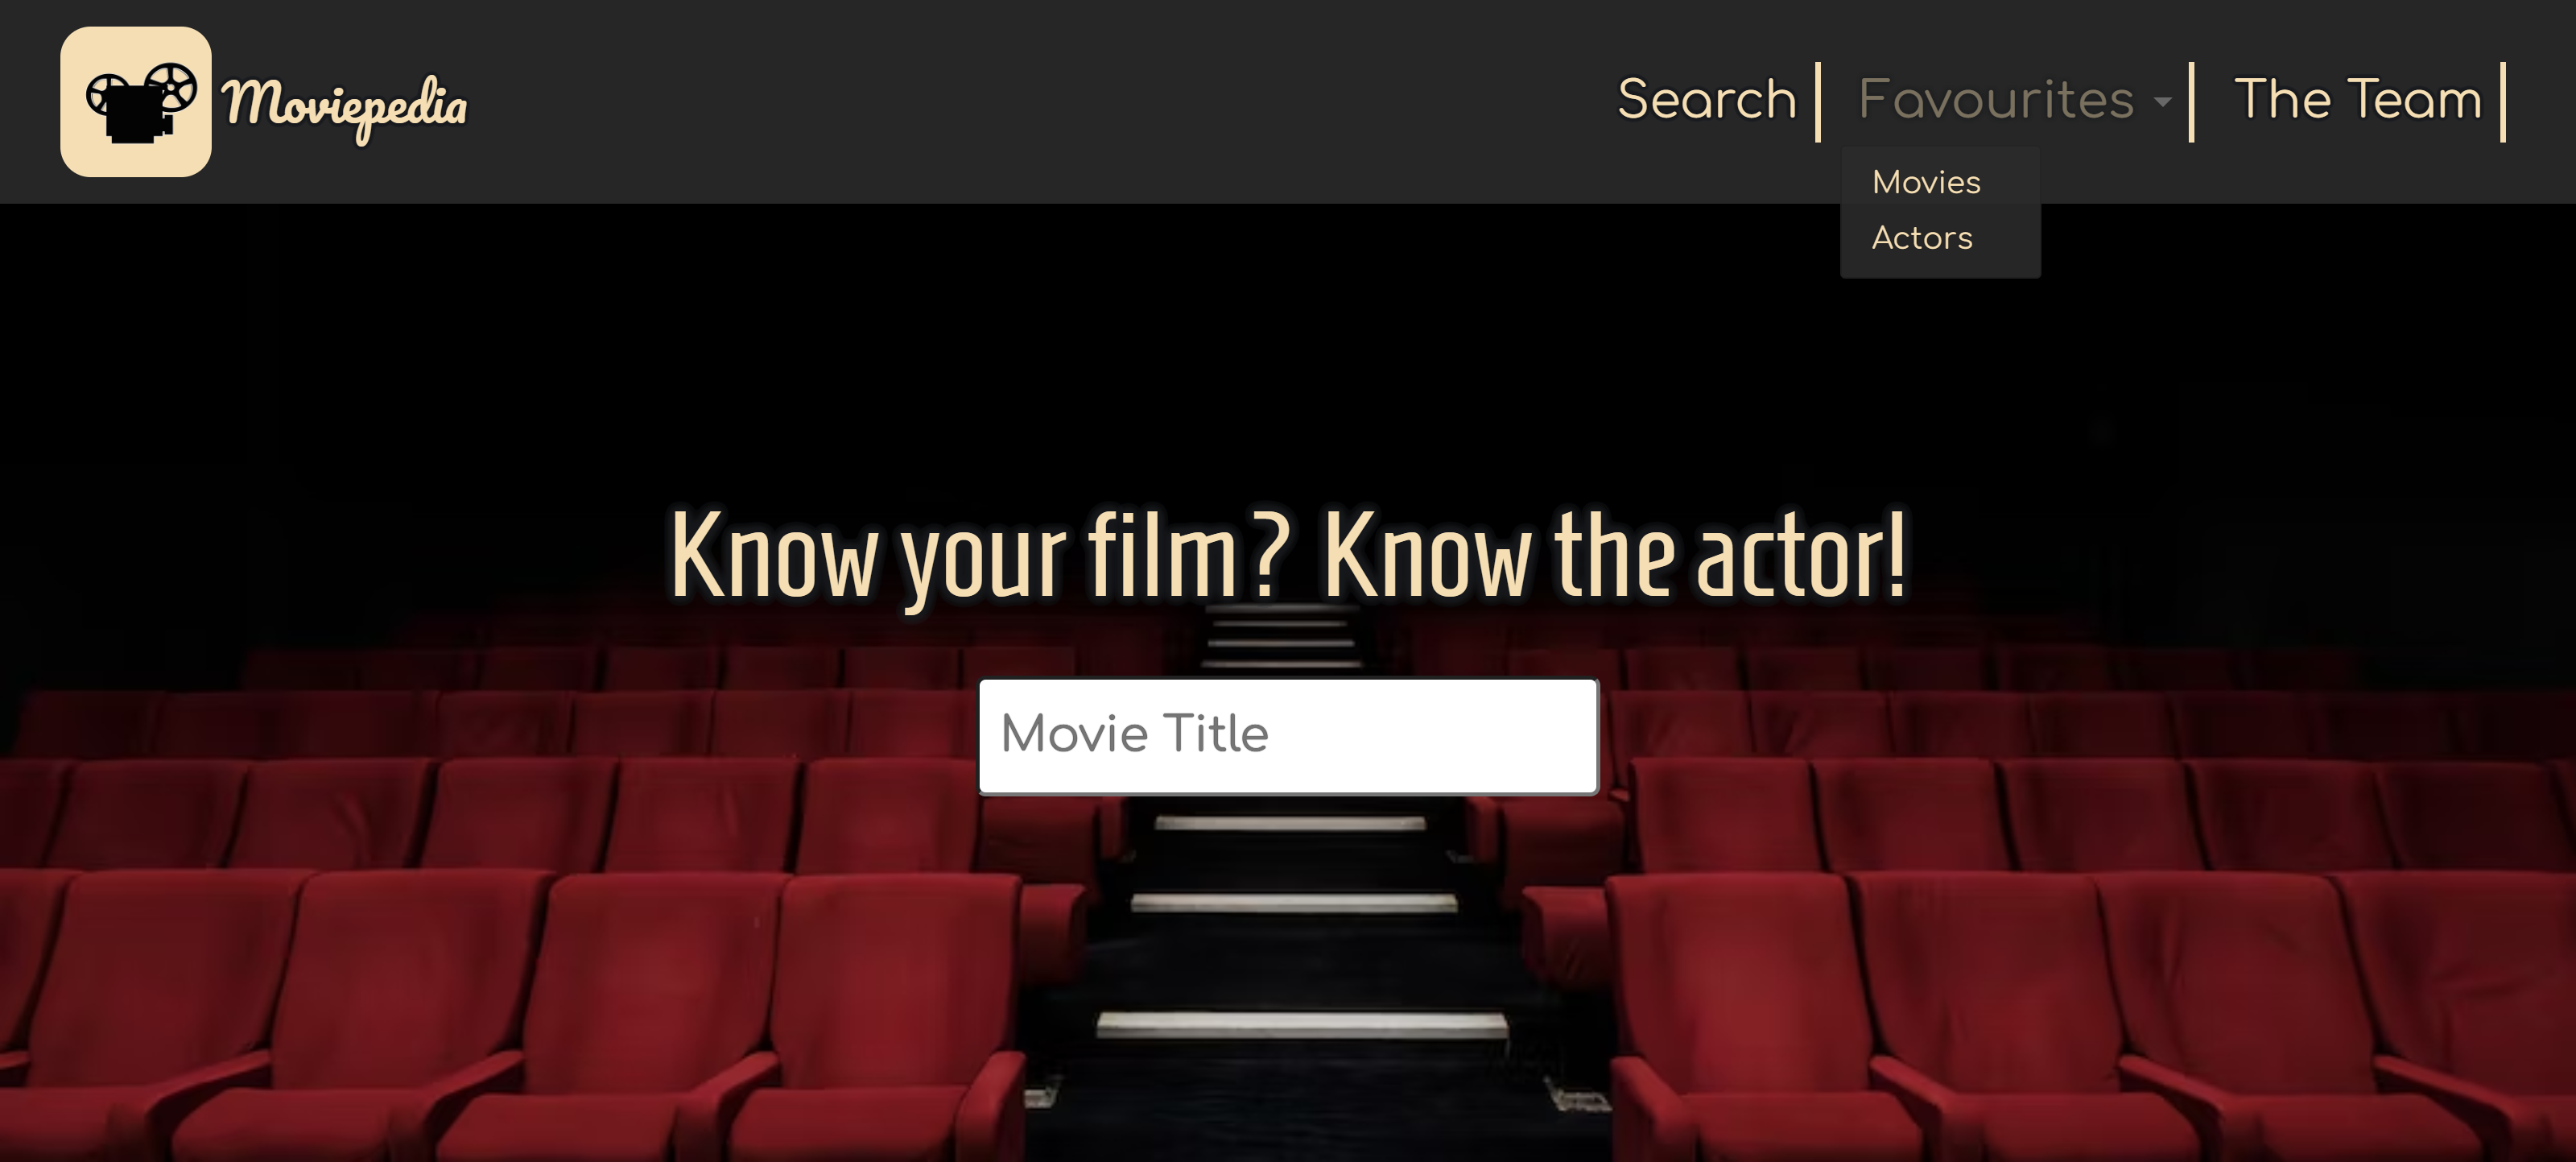 Moviepedia
Search
Favourites
The Team
Movies
Actors
Know your film? Know the actor!
Movie Title